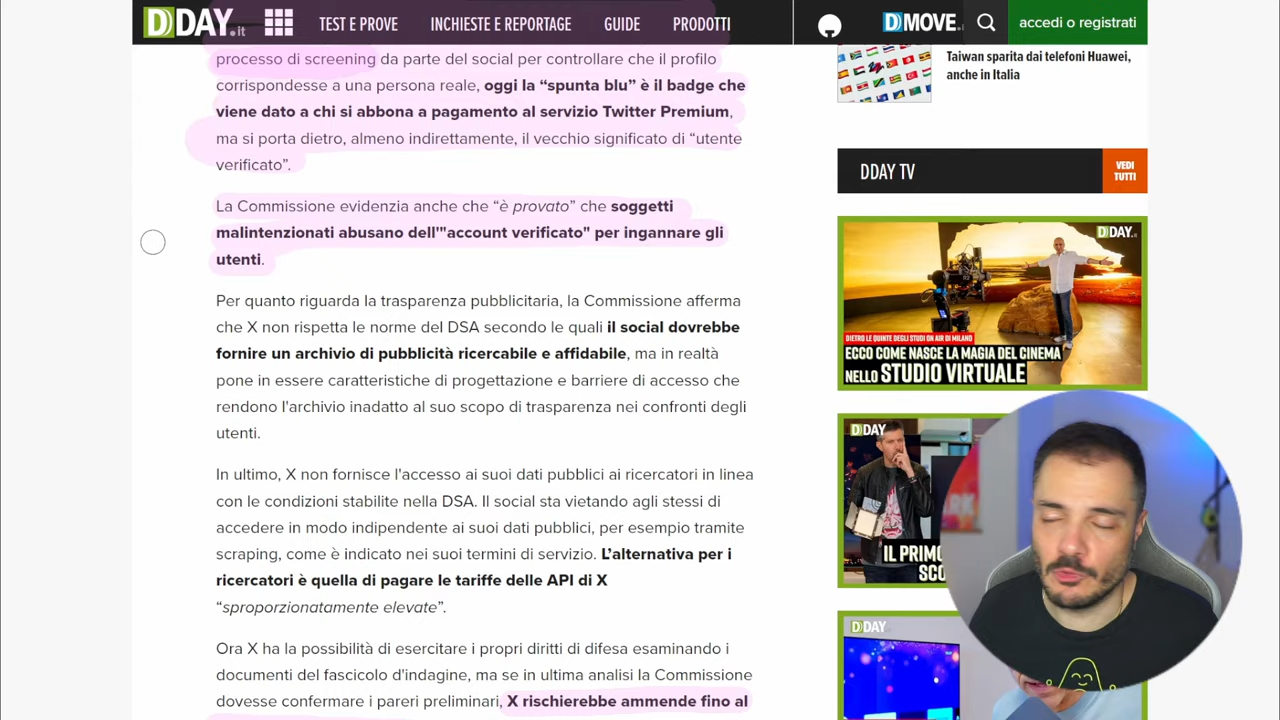 DDAY.it
TEST E PROVE
INCHIESTE E REPORTAGE
GUIDE
PRODOTTI
DMOVE.
accedi o registrati
processo di screening da parte del social per controllare che il profilo
corrispondesse a una persona reale, oggi la “spunta blu” è il badge che
viene dato a chi si abbona a pagamento al servizio Twitter Premium,
ma si porta dietro, almeno indirettamente, il vecchio significato di “utente
verificato”.
La Commissione evidenzia anche che “è provato” che soggetti
malintenzionati abusano dell'"account verificato" per ingannare gli
utenti.
Per quanto riguarda la trasparenza pubblicitaria, la Commissione afferma
che X non rispetta le norme del DSA secondo le quali il social dovrebbe
fornire un archivio di pubblicità ricercabile e affidabile, ma in realtà
pone in essere caratteristiche di progettazione e barriere di accesso che
rendono l'archivio inadatto al suo scopo di trasparenza nei confronti degli
utenti.
In ultimo, X non fornisce l'accesso ai suoi dati pubblici ai ricercatori in linea
con le condizioni stabilite nella DSA. Il social sta vietando agli stessi di
accedere in modo indipendente ai suoi dati pubblici, per esempio tramite
scraping, come è indicato nei suoi termini di servizio. L’alternativa per i
ricercatori è quella di pagare le tariffe delle API di X
“sproporzionatamente elevate”.
Ora X ha la possibilità di esercitare i propri diritti di difesa esaminando i
documenti del fascicolo d'indagine, ma se in ultima analisi la Commissione
dovesse confermare i pareri preliminari, X rischierebbe ammende fino al
Taiwan sparita dai telefoni Huawei,
anche in Italia
DDAY TV
VEDI
TUTTI
DDAY.it
DIETRO LE QUINTE DEGLI STUDI ON AIR DI MILANO
ECCO COME NASCE LA MAGIA DEL CINEMA
NELLO STUDIO VIRTUALE
DDAY
IL PRIMO
DDAY